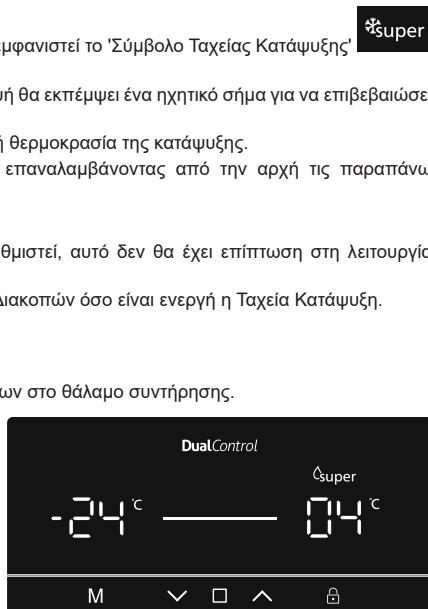 εμφανιστεί το 'Σύμβολο Ταχείας Κατάψυξης' super
θα εκπέμψει ένα ηχητικό σήμα για να επιβεβαιώσε
θερμοκρασία της κατάψυξης.
επαναλαμβάνοντας από την αρχή τις παραπάνω
θμιστεί, αυτό δεν θα έχει επίπτωση στη λειτουργία
Διακοπών όσο είναι ενεργή η Ταχεία Κατάψυξη.
ων στο θάλαμο συντήρησης.
DualControl
super
-24 °C 04 °C
M